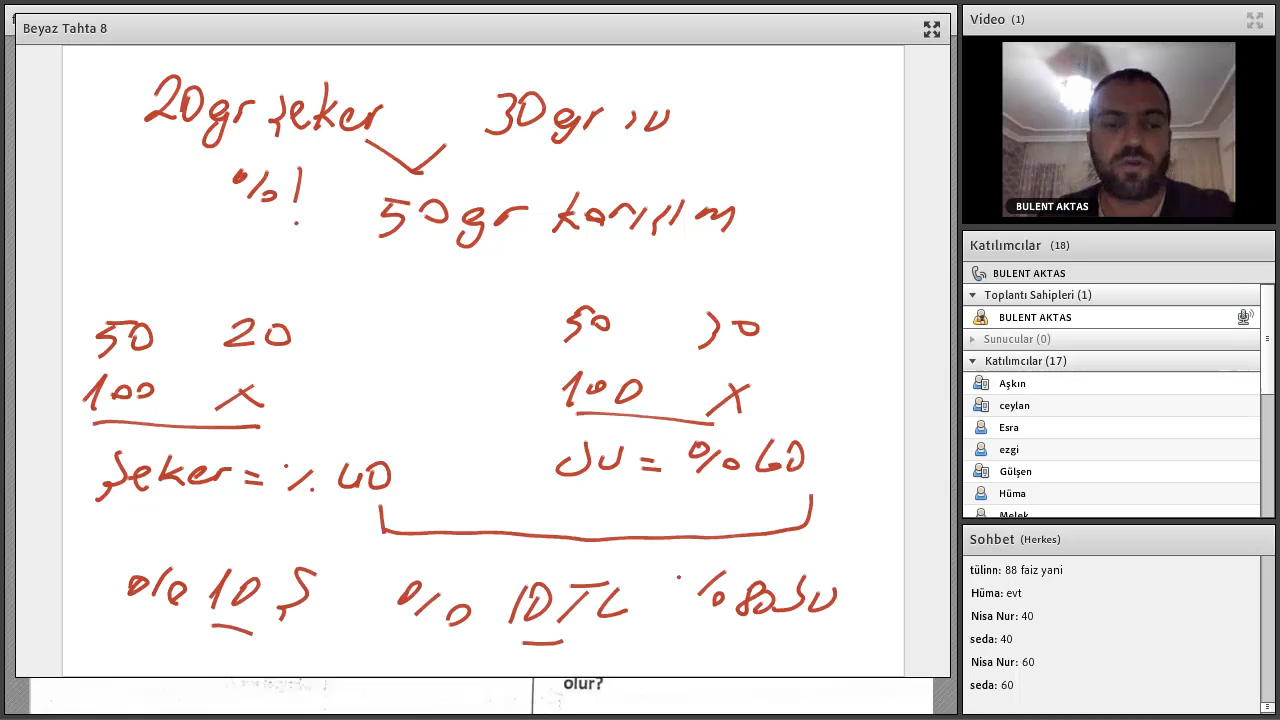 Beyaz Tahta 8
20gr şeker 30gr su
%!
50gr karışım
50 20
100 X
Şeker = %40
50 30
100 X
Su = %60
%10 Ş %10 TL %80 Su
olur?
Video (1)
BULENT AKTAS
Katılımcılar (18)
BULENT AKTAS
Toplantı Sahipleri (1)
BULENT AKTAS
Sunucular (0)
Katılımcılar (17)
Aşkın
ceylan
Esra
ezgi
Gülşen
Hüma
Melek
Sohbet (Herkes)
tülinn: 88 faiz yani
Hüma: evt
Nisa Nur: 40
seda: 40
Nisa Nur: 60
seda: 60